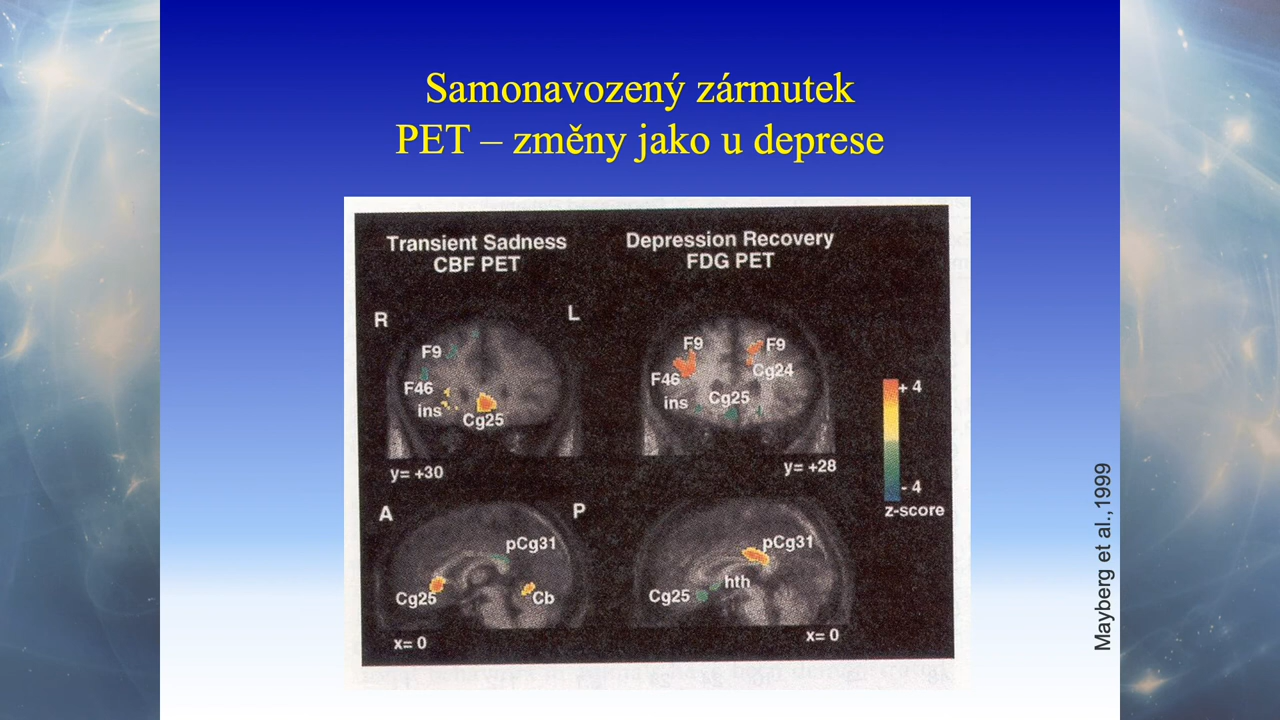 Samonavozený zármutek
PET – změny jako u deprese
Transient Sadness
CBF PET
Depression Recovery
FDG PET
R
L
F9
F46
ins
Cg25
y= +30
F9
F9
F46
Cg24
ins
Cg25
y= +28
+ 4
- 4
z-score
A
P
pCg31
Cg25
Cb
x= 0
pCg31
hth
Cg25
x= 0
Mayberg et al.,1999